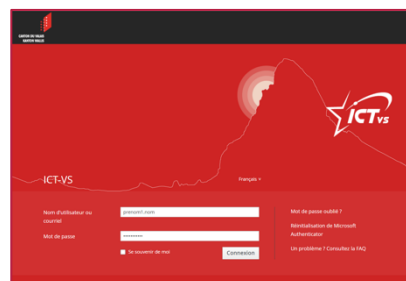 CANTON DU VALAIS
KANTON WALLIS
ICTvs
ICT-VS
Français
Nom d'utilisateur ou
courriel
prenom1.nom
Mot de passe
Se souvenir de moi
Connexion
Mot de passe oublié ?
Réinitialisation de Microsoft
Authenticator
Un problème ? Consultez la FAQ